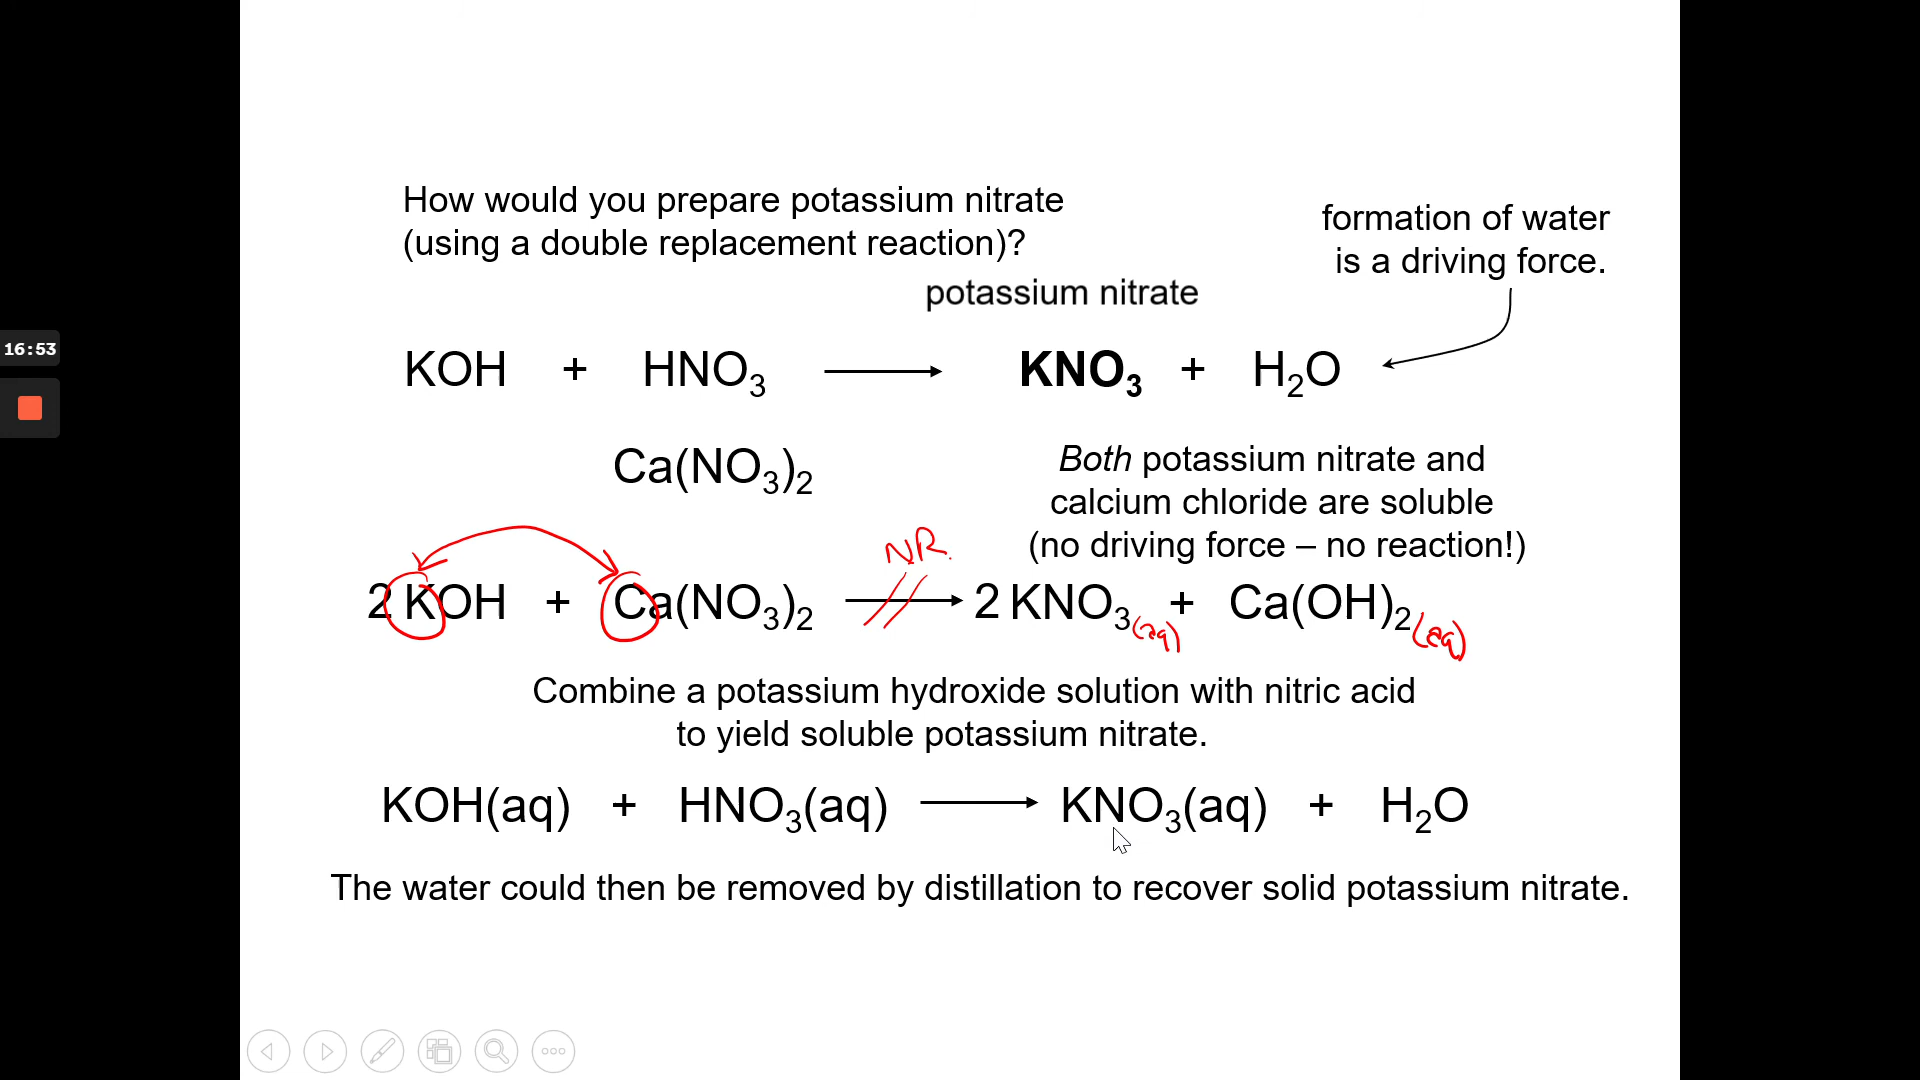 How would you prepare potassium nitrate
(using a double replacement reaction)?
formation of water
is a driving force.
potassium nitrate
16:53
KOH + HNO₃ ⟶ KNO₃ + H₂O
Ca(NO₃)₂
Both potassium nitrate and
calcium chloride are soluble
(no driving force – no reaction!)
NR.
2 KOH + Ca(NO₃)₂ ⟶ 2 KNO₃(aq) + Ca(OH)₂(aq)
Combine a potassium hydroxide solution with nitric acid
to yield soluble potassium nitrate.
KOH(aq) + HNO₃(aq) ⟶ KNO₃(aq) + H₂O
The water could then be removed by distillation to recover solid potassium nitrate.